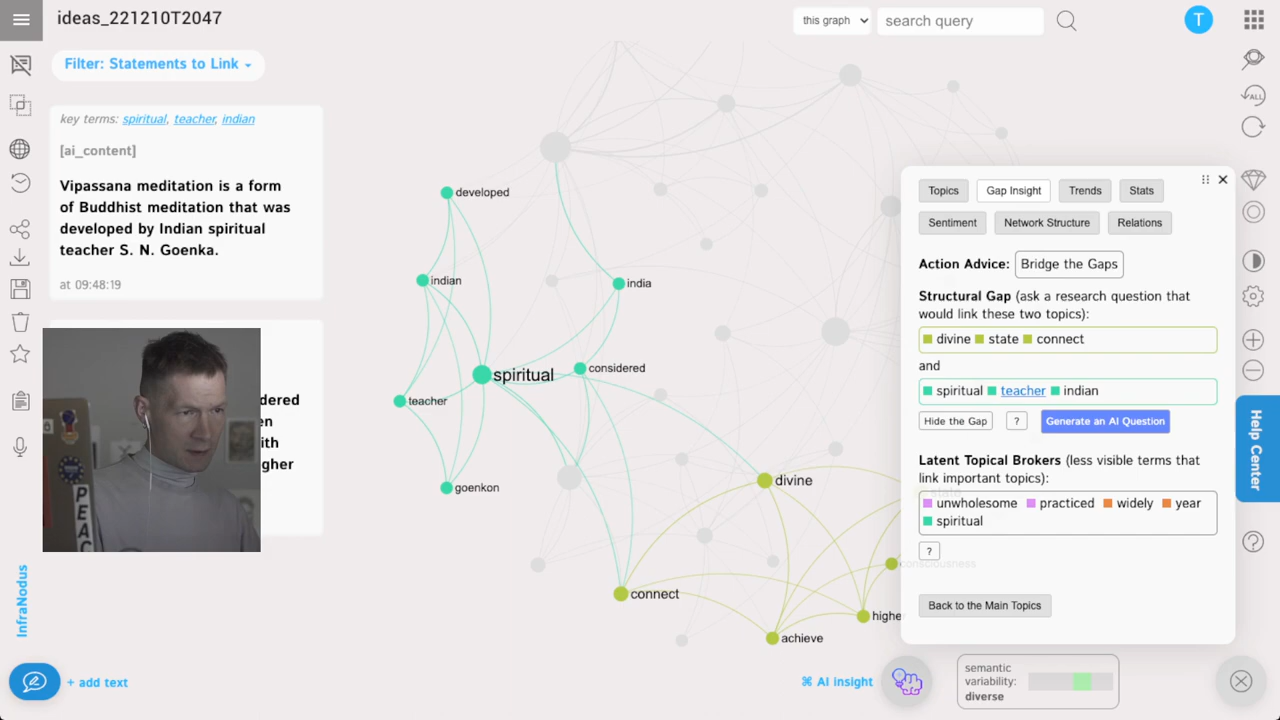 ideas_221210T2047
this graph
search query
T
Filter: Statements to Link
key terms: spiritual, teacher, indian
[ai_content]
Vipassana meditation is a form
of Buddhist meditation that was
developed by Indian spiritual
teacher S. N. Goenka.
at 09:48:19
dered
en
ith
gher
PEAC
InfraNodus
+ add text
developed
indian
india
spiritual
considered
teacher
goenkon
divine
connect
achieve
highe
consciousness
Topics
Gap Insight
Trends
Stats
Sentiment
Network Structure
Relations
Action Advice: Bridge the Gaps
Structural Gap (ask a research question that
would link these two topics):
divine state connect
and
spiritual teacher indian
Hide the Gap
?
Generate an AI Question
Latent Topical Brokers (less visible terms that
link important topics):
unwholesome practiced widely year
spiritual
?
Back to the Main Topics
ALL
Help Center
⌘ AI insight
semantic
variability:
diverse